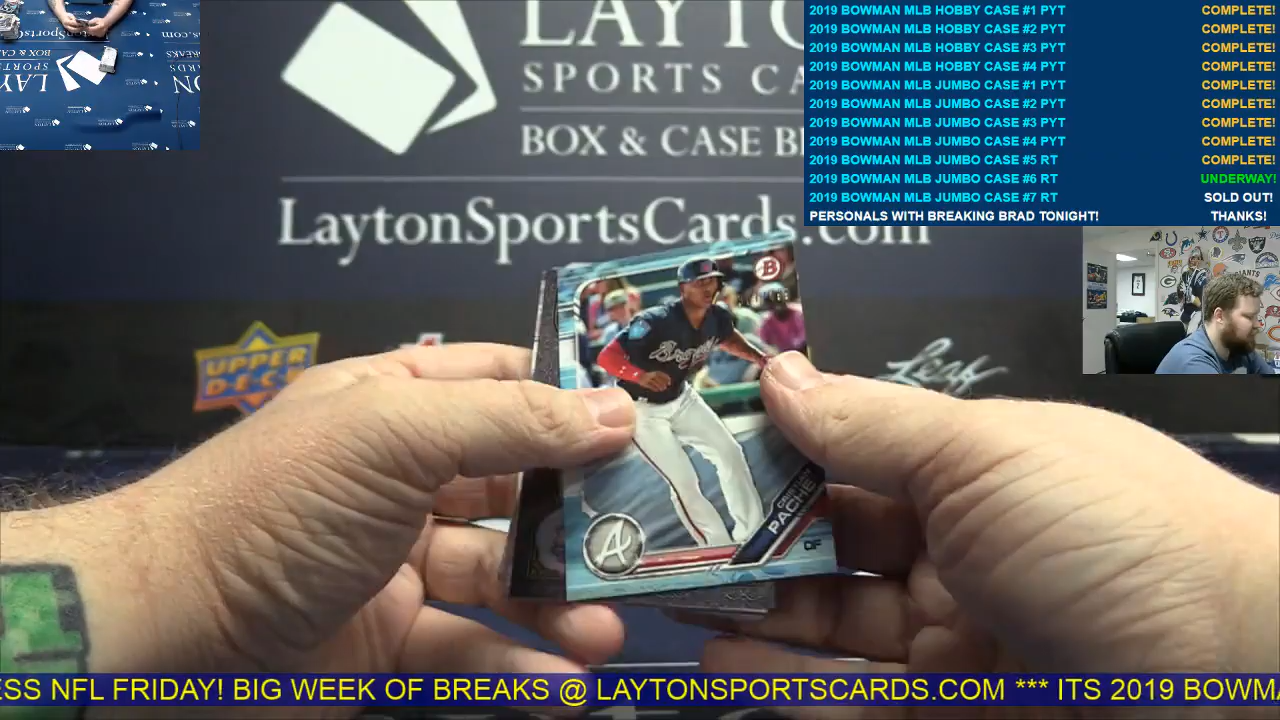 2019 BOWMAN MLB HOBBY CASE #1 PYT COMPLETE!
2019 BOWMAN MLB HOBBY CASE #2 PYT COMPLETE!
2019 BOWMAN MLB HOBBY CASE #3 PYT COMPLETE!
2019 BOWMAN MLB HOBBY CASE #4 PYT COMPLETE!
2019 BOWMAN MLB JUMBO CASE #1 PYT COMPLETE!
2019 BOWMAN MLB JUMBO CASE #2 PYT COMPLETE!
2019 BOWMAN MLB JUMBO CASE #3 PYT COMPLETE!
2019 BOWMAN MLB JUMBO CASE #4 PYT COMPLETE!
2019 BOWMAN MLB JUMBO CASE #5 RT COMPLETE!
2019 BOWMAN MLB JUMBO CASE #6 RT UNDERWAY!
2019 BOWMAN MLB JUMBO CASE #7 RT SOLD OUT!
PERSONALS WITH BREAKING BRAD TONIGHT! THANKS!
LAYTO
SPORTS CA
BOX & CASE BR
LaytonSportsCards.com
UPPER DECK
Leaf
B
Braves
CRISTIAN
PACHE
OF
A
ESS NFL FRIDAY! BIG WEEK OF BREAKS @ LAYTONSPORTSCARDS.COM *** ITS 2019 BOWMA